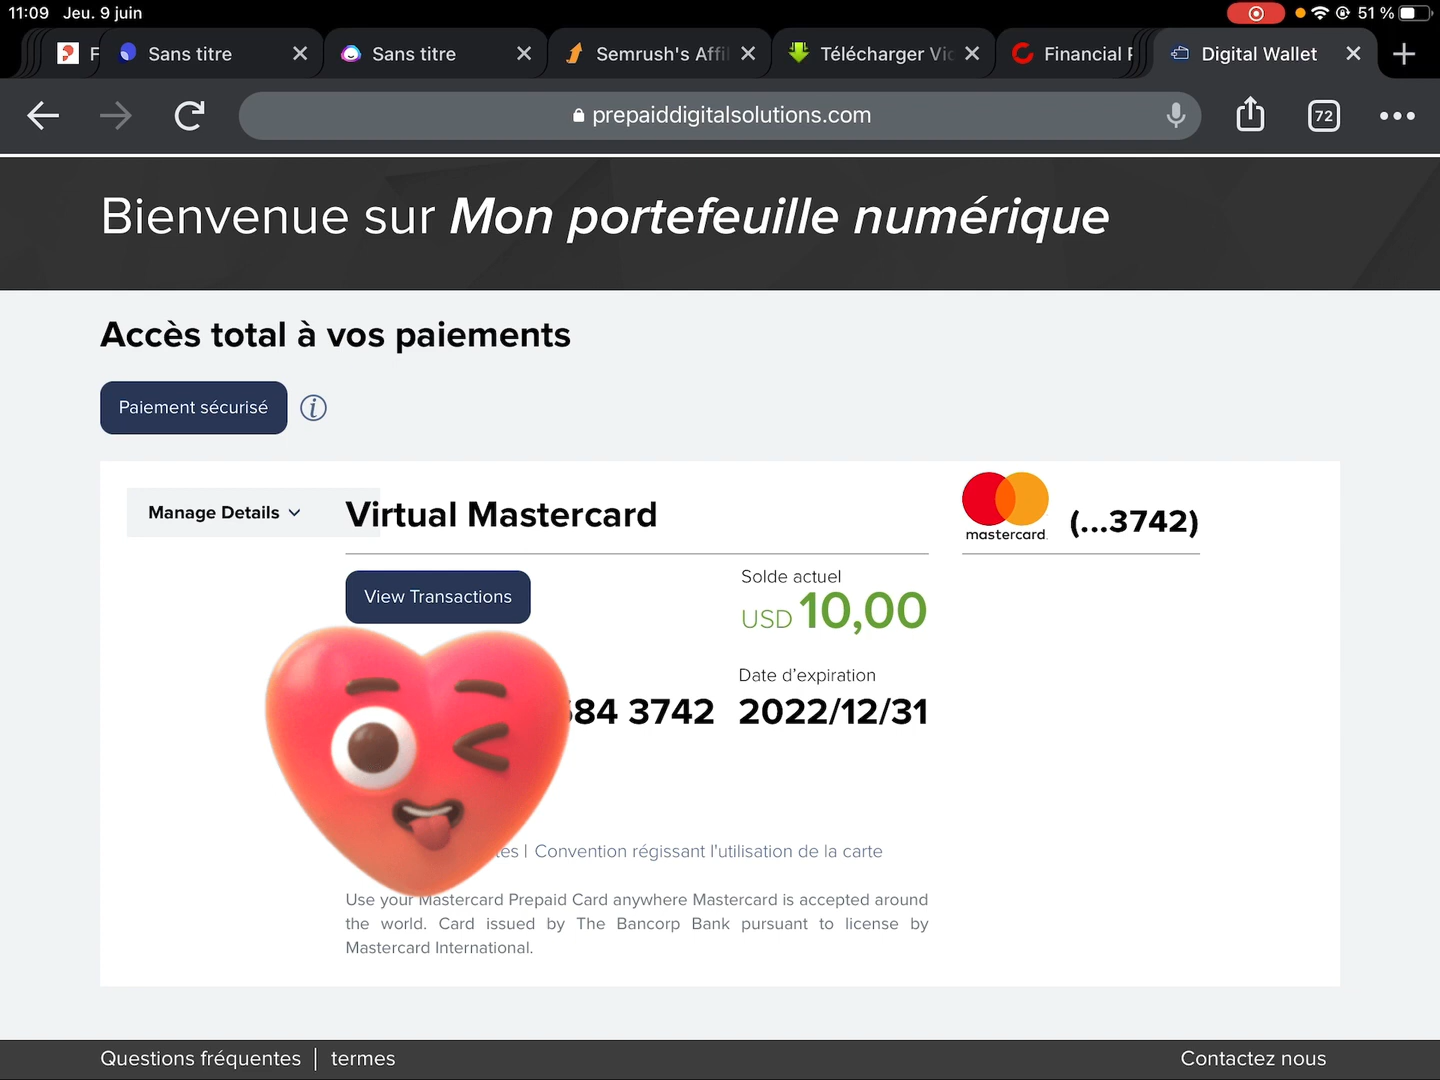 11:09 Jeu. 9 juin 51 %
F Sans titre Sans titre Semrush's Affil Télécharger Vic Financial Digital Wallet
prepaiddigitalsolutions.com 72
Bienvenue sur Mon portefeuille numérique
Accès total à vos paiements
Paiement sécurisé i
Manage Details Virtual Mastercard mastercard. (...3742)
View Transactions
Solde actuel
USD 10,00
Date d'expiration
84 3742 2022/12/31
| Convention régissant l'utilisation de la carte
Use your Mastercard Prepaid Card anywhere Mastercard is accepted around
the world. Card issued by The Bancorp Bank pursuant to license by
Mastercard International.
Questions fréquentes | termes Contactez nous